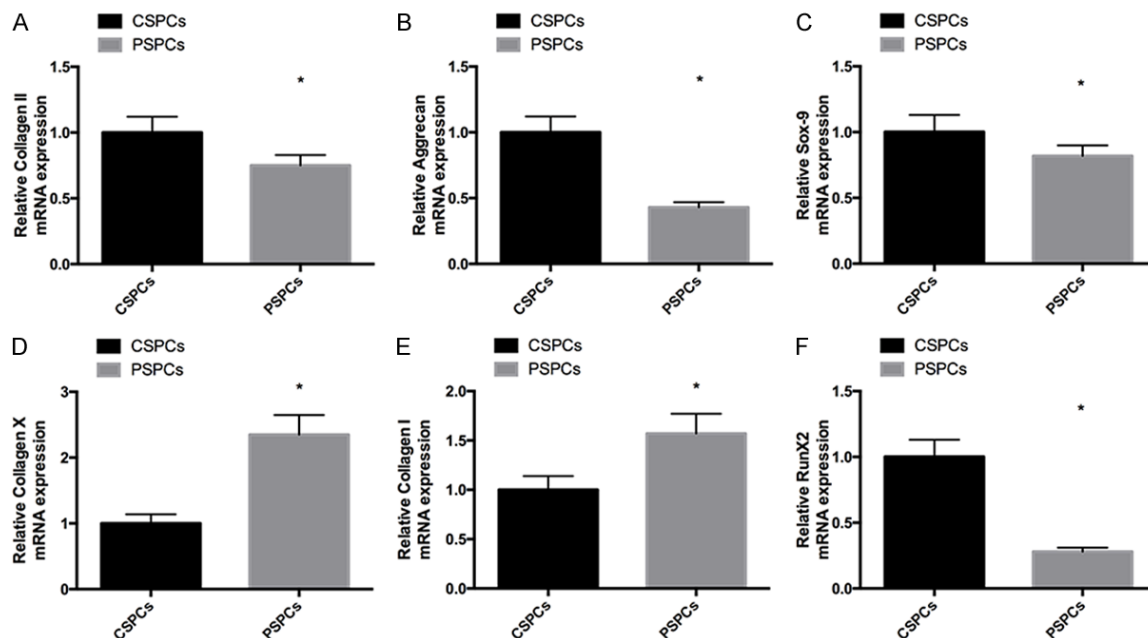 A
CSPCs
PSPCs
Relative Collagen II
mRNA expression
1.5
1.0
0.5
0.0
*
CSPCs
PSPCs
B
CSPCs
PSPCs
Relative Aggrecan
mRNA expression
1.5
1.0
0.5
0.0
*
CSPCs
PSPCs
C
CSPCs
PSPCs
Relative Sox-9
mRNA expression
1.5
1.0
0.5
0.0
*
CSPCs
PSPCs
D
CSPCs
PSPCs
Relative Collagen X
mRNA expression
3
2
1
0
*
CSPCs
PSPCs
E
CSPCs
PSPCs
Relative Collagen I
mRNA expression
2.0
1.5
1.0
0.5
0.0
*
CSPCs
PSPCs
F
CSPCs
PSPCs
Relative RunX2
mRNA expression
1.5
1.0
0.5
0.0
*
CSPCs
PSPCs